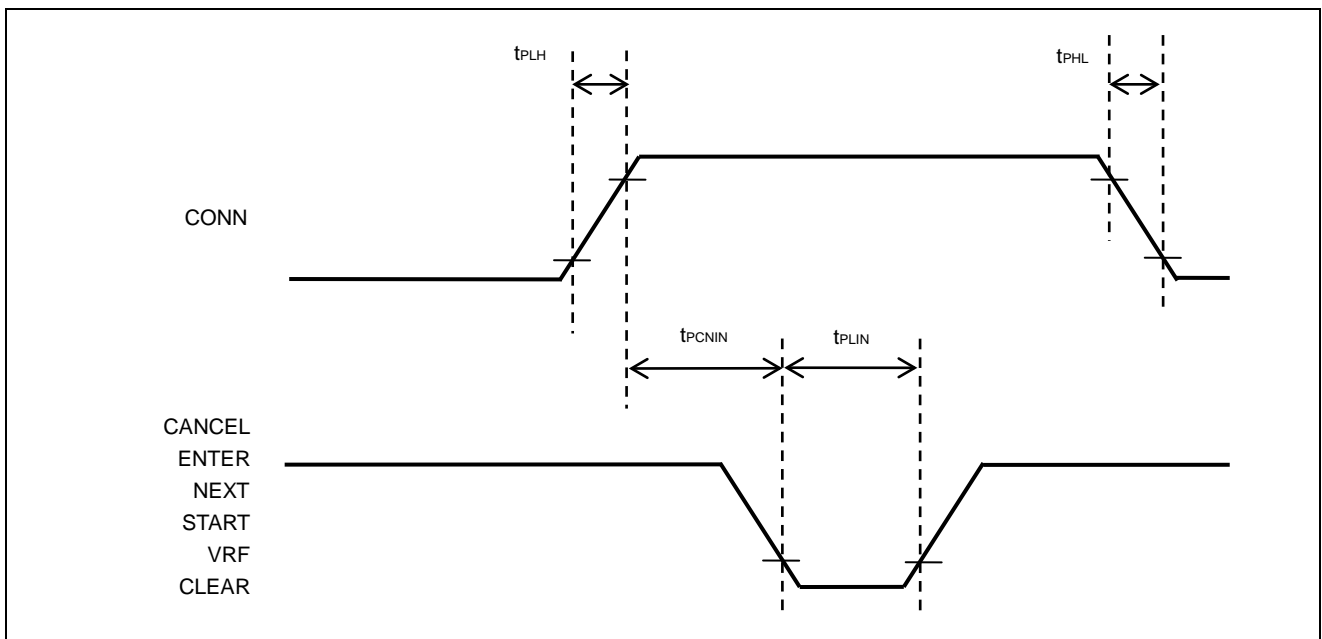 tPLH
tPHL
CONN
tPCNIN
tPLIN
CANCEL
ENTER
NEXT
START
VRF
CLEAR